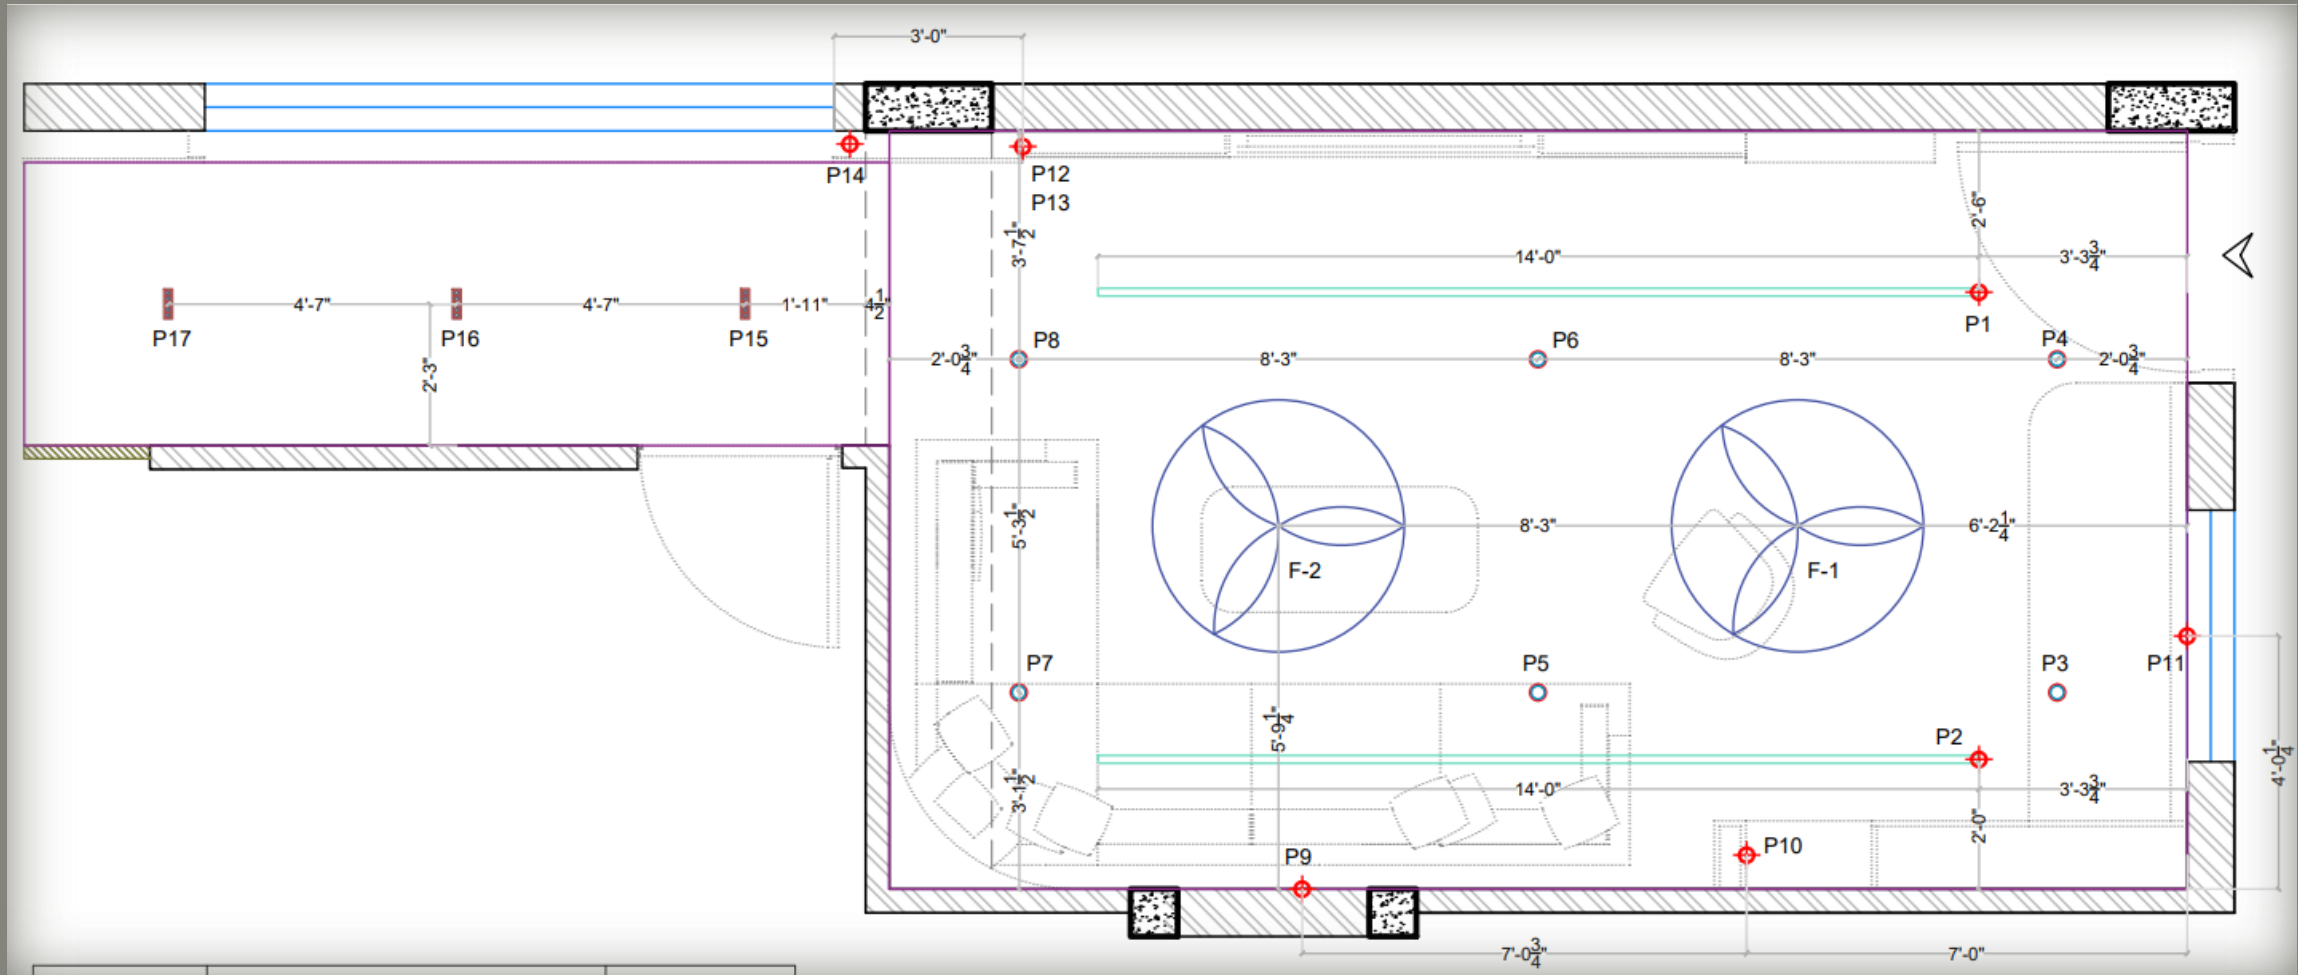 3'-0"
P14
P12
P13
3'-7 1/2"
2'-6"
14'-0"
3'-3 3/4"
4'-7"
4'-7"
1'-11"
4 1/2"
P17
P16
P15
P1
2'-3"
P8
P6
P4
2'-0 3/4"
8'-3"
8'-3"
2'-0 3/4"
5'-3 1/2"
8'-3"
6'-2 1/4"
F-2
F-1
P7
P5
P3
P11
5'-9 1/4"
P2
4'-0 1/4"
3'-1 1/2"
14'-0"
3'-3 3/4"
2'-0"
P9
P10
7'-0 3/4"
7'-0"